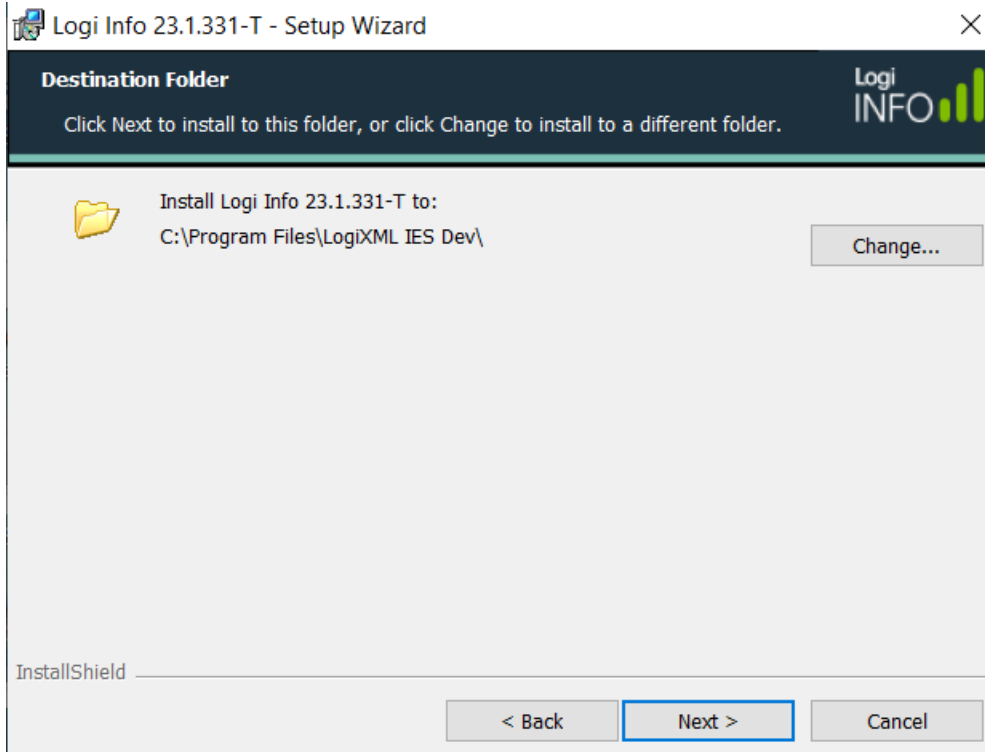 Logi Info 23.1.331-T - Setup Wizard
Destination Folder
Click Next to install to this folder, or click Change to install to a different folder.
Logi
INFO
Install Logi Info 23.1.331-T to:
C:\Program Files\LogiXML IES Dev\
Change...
InstallShield
< Back
Next >
Cancel